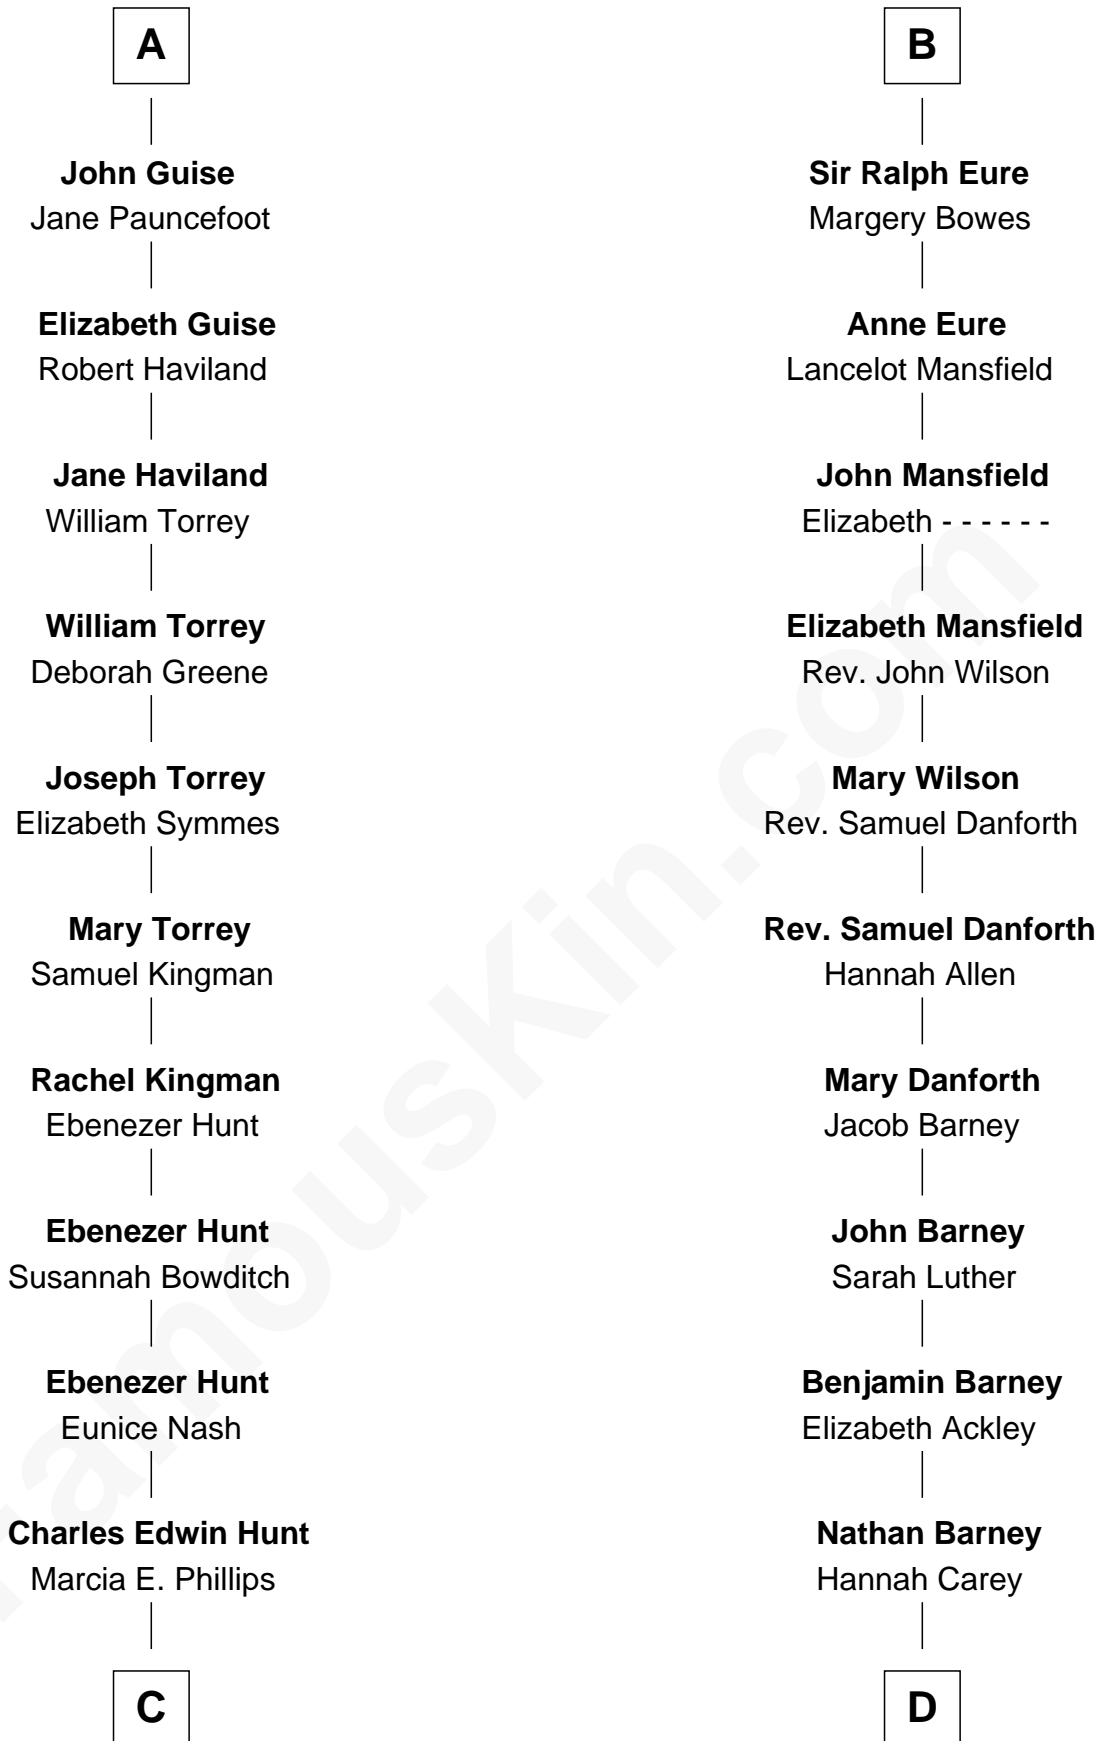 A
John Guise
Jane Pauncefoot
Elizabeth Guise
Robert Haviland
Jane Haviland
William Torrey
William Torrey
Deborah Greene
Joseph Torrey
Elizabeth Symmes
Mary Torrey
Samuel Kingman
Rachel Kingman
Ebenezer Hunt
Ebenezer Hunt
Susannah Bowditch
Ebenezer Hunt
Eunice Nash
Charles Edwin Hunt
Marcia E. Phillips
C
B
Sir Ralph Eure
Margery Bowes
Anne Eure
Lancelot Mansfield
John Mansfield
Elizabeth - - - - - -
Elizabeth Mansfield
Rev. John Wilson
Mary Wilson
Rev. Samuel Danforth
Rev. Samuel Danforth
Hannah Allen
Mary Danforth
Jacob Barney
John Barney
Sarah Luther
Benjamin Barney
Elizabeth Ackley
Nathan Barney
Hannah Carey
D
FamousKin.com